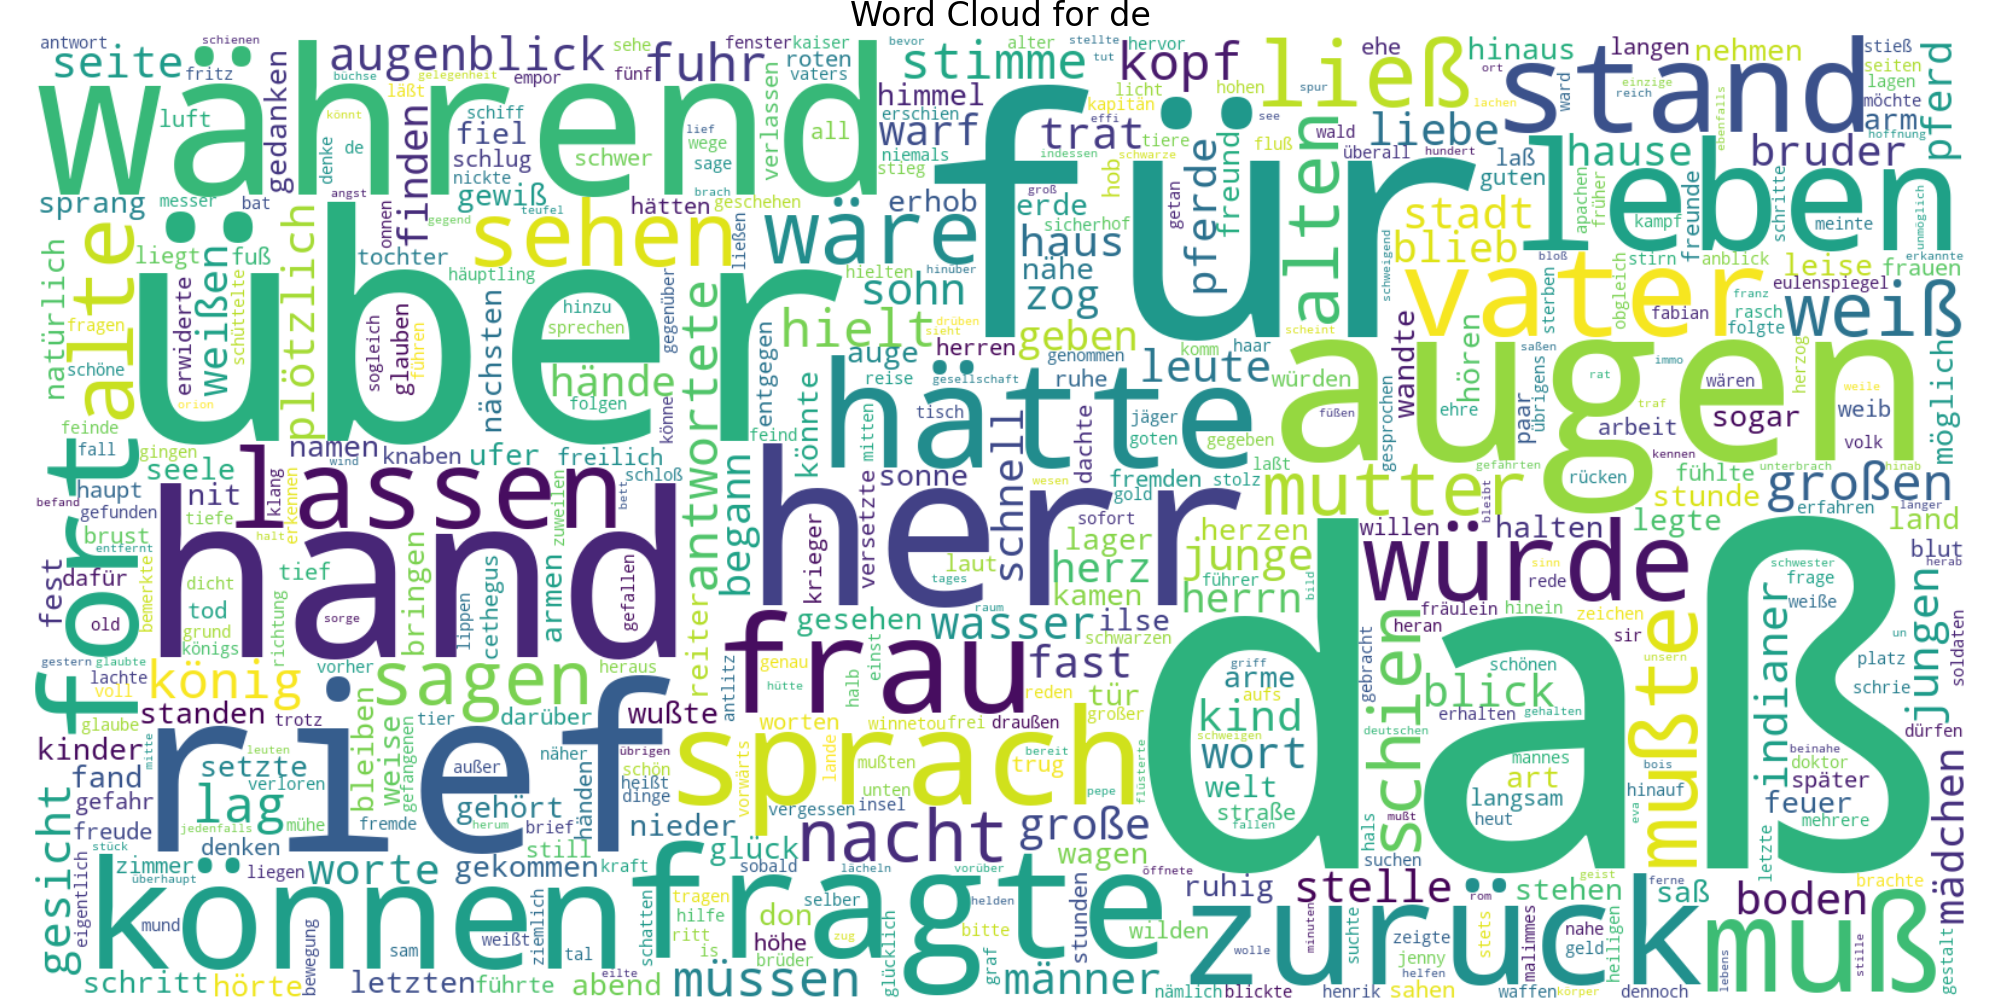 Word Cloud for de
antwort
schienen
seite
fritz
gedanken
augenblick
büchse
läßt
gelegenheit
empor
fünf
fuhr
sehe
fenster
kaiser
roten
vaters
bevor
stimme
alter
stellte
tut
hervor
kopf
ließ
ehe
hinaus
ort
langen
nehmen
stand
stieß
seiten
lagen
möchte
arm
pferd
während
luft
könnt
denke
de
finden
schiff
fiel
schlug
nickte
gewiß
schwer
lief
wege
sage
brach
verlassen
all
himmel
erschien
warf
niemals
stieg
für
licht
kapitän
effi
trat
tiere
indessen
schwarze
hohen
spur
see
fluß
freund
pferde
hob
wald
liebe
überall
hundert
lachen
einzige
reich
ward
ebenfalls
hoffnung
laß
guten
hause
bruder
leben
sprang
messer
bat
angst
gegend
teufel
hätten
geschehen
ließen
wäre
erhob
erde
groß
sicher
hof
getan
haus
nähe
zog
alten
stadt
blieb
schweigend
bloß
apachen
früher
kampf
stirn
freunde
schritte
meinte
anblick
unmöglich
erkannte
leise
frauen
eulenspiegel
natürlich
alte
liegt
fuß
weißen
schüttelte
plötzlich
onnen
tochter
häuptling
sehen
über
fragen
schöne
erwiderte
orion
sogleich
glauben
führen
nächsten
hinzu
sprechen
hände
folgen
gegenüber
können
antwortete
hielten
hinüber
sohn
hielt
drüben
sieht
entgegen
geben
auge
herren
reise
gesellschaft
genommen
ruhe
leute
komm
haar
würden
scheint
vater
sterben
obgleich
franz
fabian
rasch
folgte
weiß
wandte
hören
saßen
immo
herzog
wären
weile
augen
rat
füßen
gesprochen
ehre
paar
übrigens
traf
arbeit
sogar
weib
volk
mögliche
feinde
fall
fort
gingen
namen
knaben
ufer
freilich
feind
könnte
mitten
hätte
tisch
dachte
jäger
goten
gegeben
laßt
mutter
gefährten
kennen
rücken
fühlte
unterbrach
hinab
stunde
großen
erfahren
befand
haupt
gefunden
seele
nit
klang
wind
erkennen
lassen
zuweilen
schloß
bett
begann
versetzte
sonne
schnell
wesen
fremden
gold
stolz
bleibt
willen
halten
legte
länger
land
brust
entfernt
tiefe
halt
hand
herr
sofort
lager
herzen
junge
würde
sinn
rede
daß
schwester
frage
weiße
blut
herab
fest
dafür
bemerkte
dicht
tief
tod
old
grund
königs
richtung
sorge
bringen
lippen
cethegus
armen
gefallen
reiter
krieger
laut
tages
herz
kamen
führer
herrn
bild
raum
gesehen
wasser
ilse
schwarzen
fräulein
hinein
heran
zeichen
sir
indianer
jungen
un
soldaten
gestern
glaubte
lachte
voll
könig
vorher
sagen
heraus
antlitz
genau
hütte
frau
halb
einst
reden
fast
tür
großer
griff
arme
aufs
gebracht
schien
schönen
blick
mußte
unsern
platz
schrie
glaube
standen
trotz
bleiben
weise
tier
darüber
wußte
worten
winnetou
frei
draußen
kind
schweigen
wort
welt
straße
fallen
deutschen
erhalten
gehalten
mannes
art
bois
beinahe
doktor
dürfen
kinder
mitte
leuten
setzte
gefangenen
außer
näher
übrigen
schön
heißt
dinge
vorwärts
sprach
lande
mußten
bereit
trug
unten
pepe
flüsterte
langsam
heut
hinauf
später
feuer
mehrere
mädchen
fand
gefahr
verloren
lag
rief
gehört
händen
vergessen
insel
freude
jedenfalls
mühe
fremde
herum
brief
still
nieder
nacht
große
wagen
hals
mußt
suchen
eva
letzte
gesicht
eigentlich
stück
überhaupt
zimmer
denken
liegen
worte
gekommen
kraft
glück
sobald
lächeln
vorüber
öffnete
ruhig
stelle
rom
stehen
geist
ferne
saß
boden
brachte
können
mund
bewegung
sam
weißt
ziemlich
tal
schatten
fragte
tragen
hilfe
ritt
is
don
höhe
brüder
selber
zug
glücklich
helden
bitte
graf
stunden
wilden
zurück
wolle
minuten
suchte
zeigte
stets
malimmes
nahe
geld
heiligen
muß
stille
gestalt
schritt
hörte
letzten
führte
eilte
abend
müssen
männer
nämlich
blickte
henrik
jenny
helfen
sahen
waffen
körper
dennoch
lebens